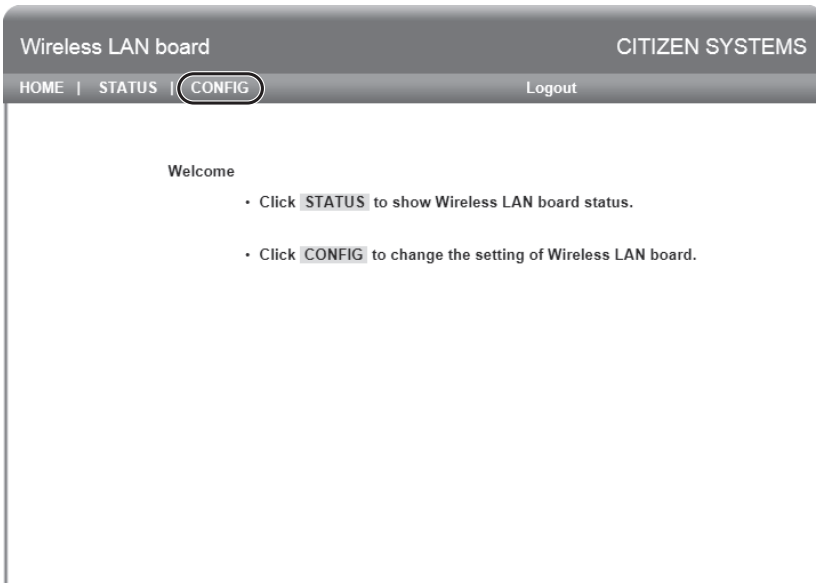 Wireless LAN board CITIZEN SYSTEMS
HOME | STATUS | CONFIG Logout
Welcome
• Click STATUS to show Wireless LAN board status.
• Click CONFIG to change the setting of Wireless LAN board.